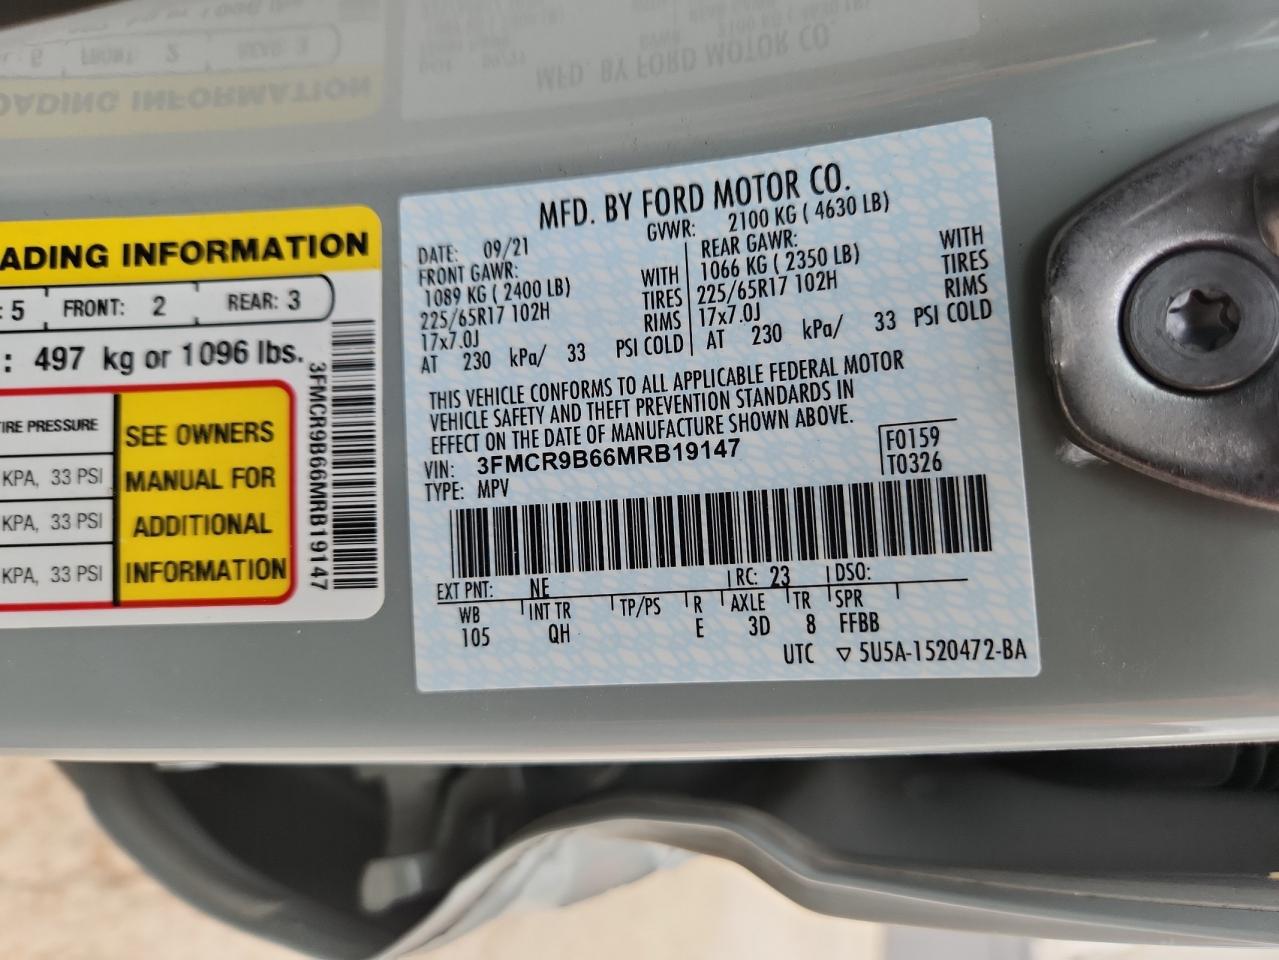 ADING INFORMATION
: 5 FRONT: 2 REAR: 3
: 497 kg or 1096 lbs.
TIRE PRESSURE
KPA, 33 PSI
KPA, 33 PSI
KPA, 33 PSI
SEE OWNERS
MANUAL FOR
ADDITIONAL
INFORMATION
3FMCR9B66MRB19147
MFD. BY FORD MOTOR CO.
DATE: 09/21 GVWR: 2100 KG ( 4630 LB)
FRONT GAWR: REAR GAWR:
1089 KG ( 2400 LB) WITH 1066 KG ( 2350 LB) WITH
225/65R17 102H TIRES 225/65R17 102H TIRES
17x7.0J RIMS 17x7.0J RIMS
AT 230 kPa/ 33 PSI COLD AT 230 kPa/ 33 PSI COLD
THIS VEHICLE CONFORMS TO ALL APPLICABLE FEDERAL MOTOR
VEHICLE SAFETY AND THEFT PREVENTION STANDARDS IN
EFFECT ON THE DATE OF MANUFACTURE SHOWN ABOVE.
VIN: 3FMCR9B66MRB19147 F0159
TYPE: MPV T0326
EXT PNT: NE RC: 23 DSO:
WB INT TR TP/PS R AXLE TR SPR
105 QH E 3D 8 FFBB
UTC ▽ 5U5A-1520472-BA